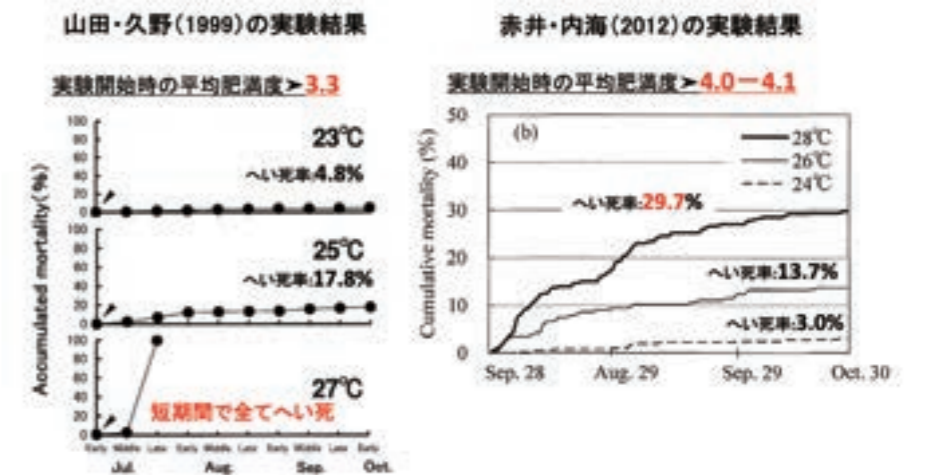 山田・久野(1999)の実験結果
実験開始時の平均肥満度➤3.3
Accumulated mortality(%)
100
80
60
40
20
0
23℃
へい死率:4.8%
100
80
60
40
20
0
25℃
へい死率:17.8%
100
80
60
40
20
0
27℃
短期間で全てへい死
Early Middle Late Early Middle Late Early Middle Late Early
Jul. Aug. Sep. Oct.
赤井・内海(2012)の実験結果
実験開始時の平均肥満度➤4.0－4.1
Cumulative mortality (%)
50
40
30
20
10
0
(b)
28℃
26℃
24℃
へい死率:29.7%
へい死率:13.7%
へい死率:3.0%
Sep. 28 Aug. 29 Sep. 29 Oct. 30